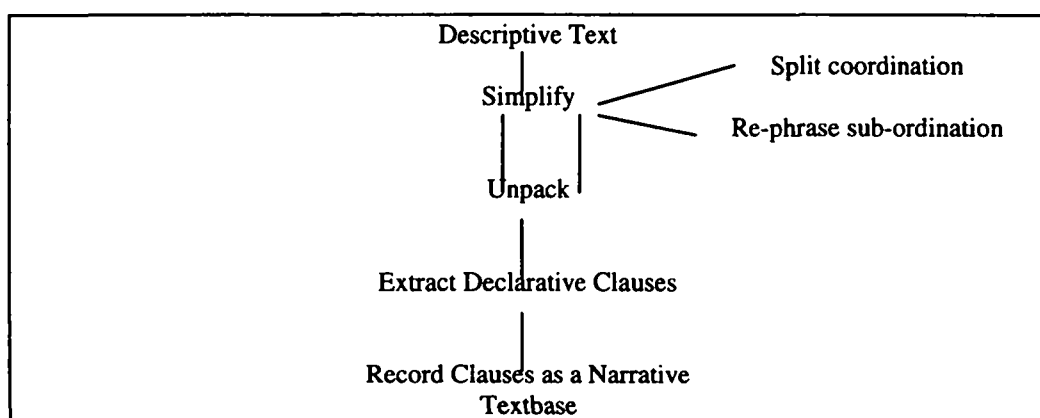 Descriptive Text
Split coordination
Simplify
Re-phrase sub-ordination
Unpack
Extract Declarative Clauses
Record Clauses as a Narrative
Textbase